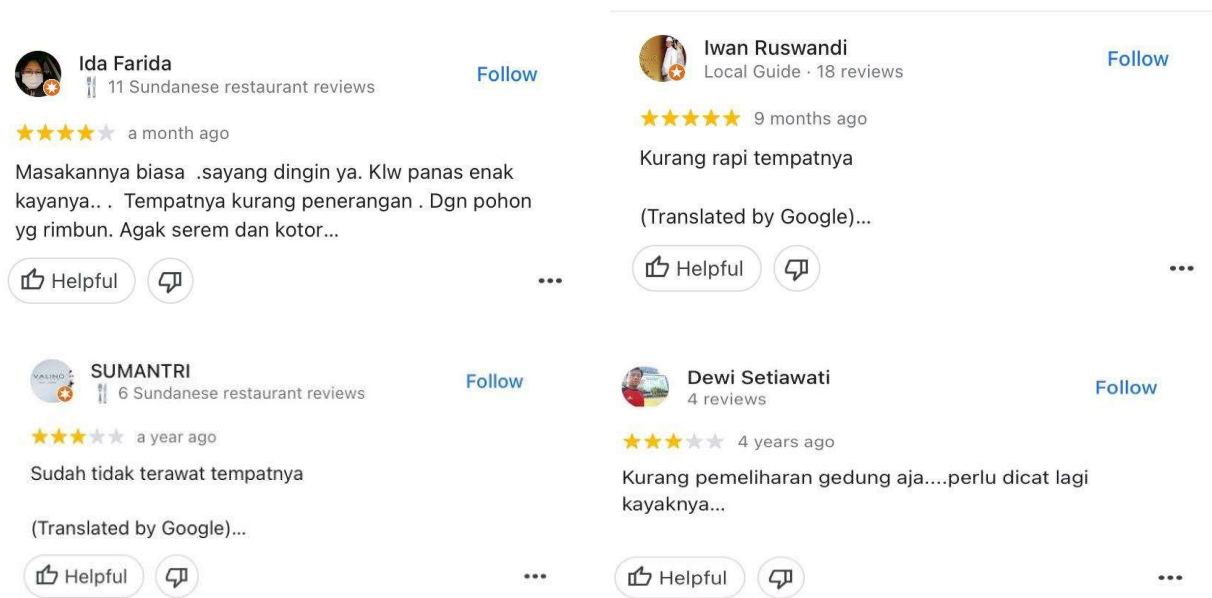 Ida Farida
11 Sundanese restaurant reviews
Follow
a month ago
Masakannya biasa .sayang dingin ya. Klw panas enak
kayanya.. . Tempatnya kurang penerangan . Dgn pohon
yg rimbun. Agak serem dan kotor...
Helpful
Iwan Ruswandi
Local Guide · 18 reviews
Follow
9 months ago
Kurang rapi tempatnya
(Translated by Google)...
Helpful
VALINO
SUMANTRI
6 Sundanese restaurant reviews
Follow
a year ago
Sudah tidak terawat tempatnya
(Translated by Google)...
Helpful
Dewi Setiawati
4 reviews
Follow
4 years ago
Kurang pemeliharan gedung aja....perlu dicat lagi
kayaknya...
Helpful